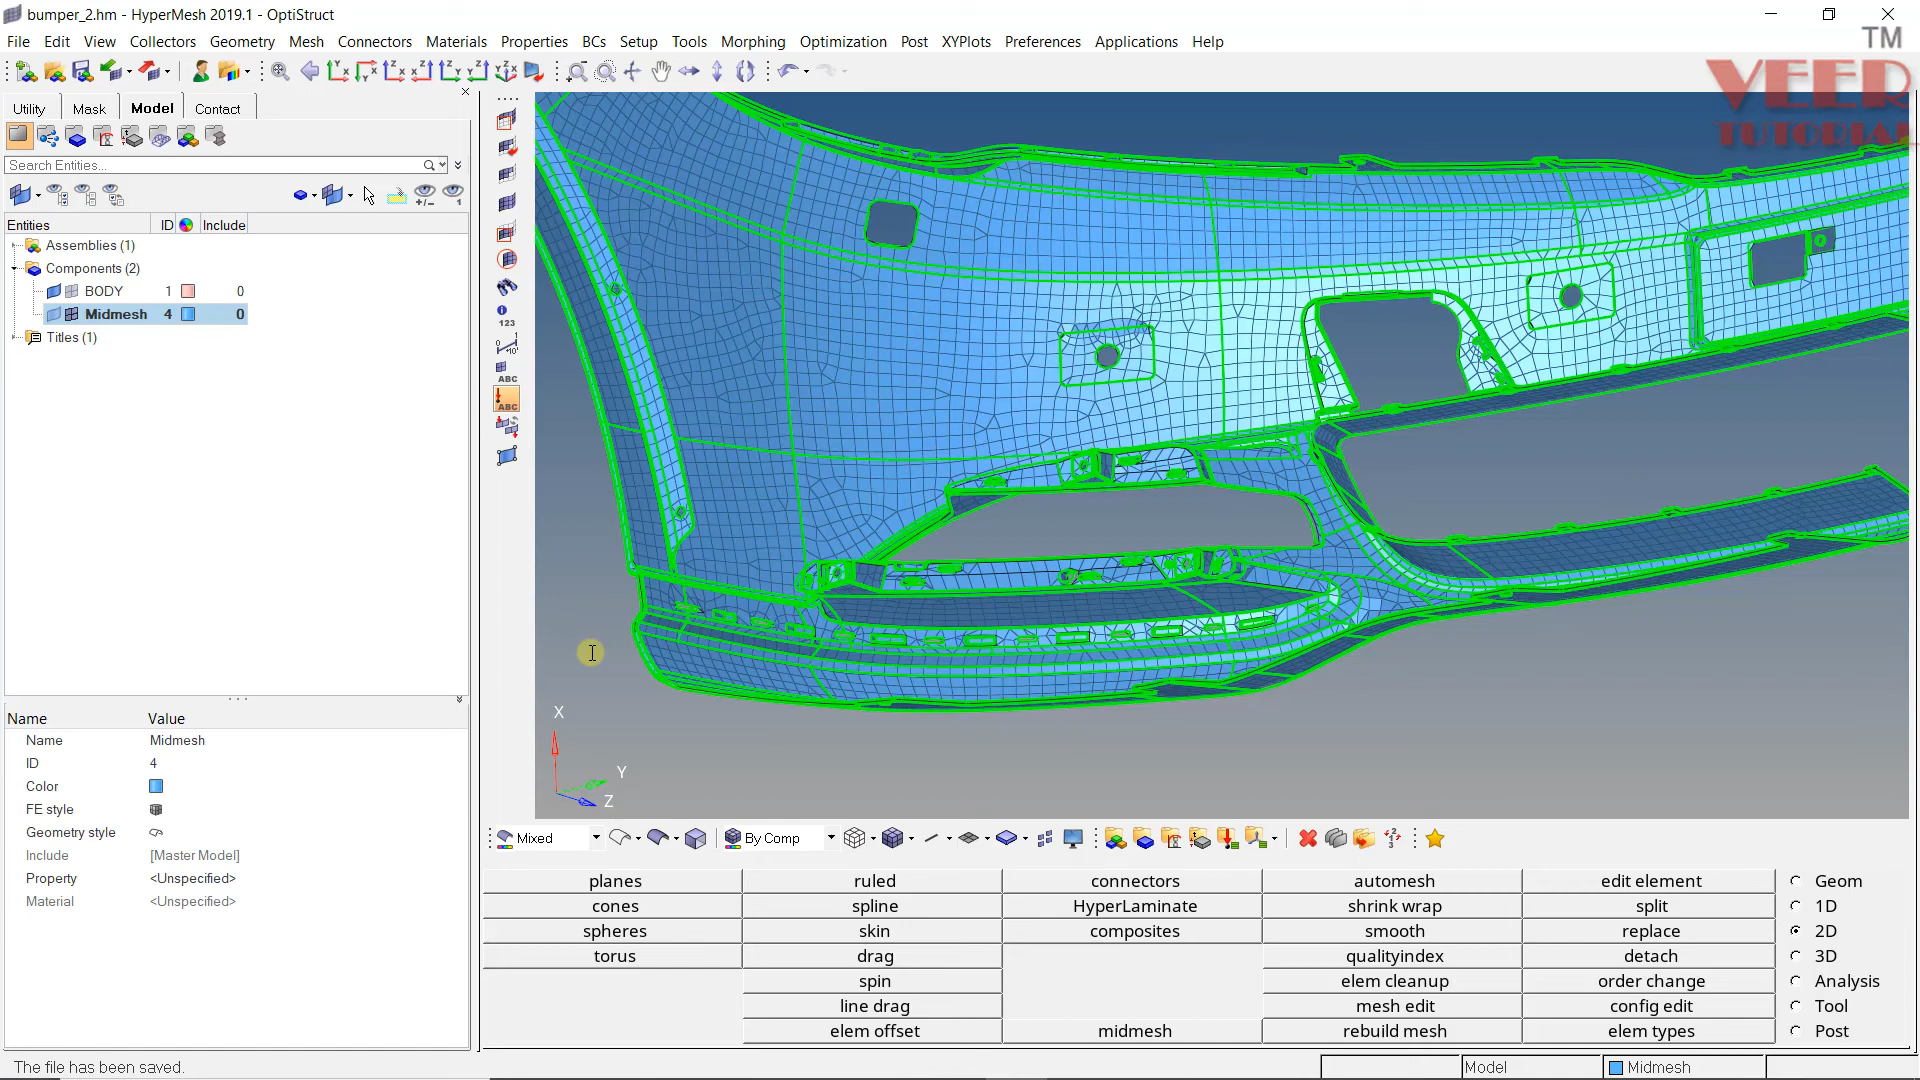 bumper_2.hm - HyperMesh 2019.1 - OptiStruct
File Edit View Collectors Geometry Mesh Connectors Materials Properties BCs Setup Tools Morphing Optimization Post XYPlots Preferences Applications Help
TM
VEER
TUTORIAL
Utility Mask Model Contact
Search Entities...
Entities ID Include
Assemblies (1)
Components (2)
BODY 1 0
Midmesh 4 0
Titles (1)
123
ABC
ABC
Name Value
Name Midmesh
ID 4
Color
FE style
Geometry style
Include [Master Model]
Property <Unspecified>
Material <Unspecified>
X
Y
Z
Mixed By Comp
planes ruled connectors automesh edit element Geom
cones spline HyperLaminate shrink wrap split 1D
spheres skin composites smooth replace 2D
torus drag qualityindex detach 3D
spin elem cleanup order change Analysis
line drag mesh edit config edit Tool
elem offset midmesh rebuild mesh elem types Post
The file has been saved. Model Midmesh